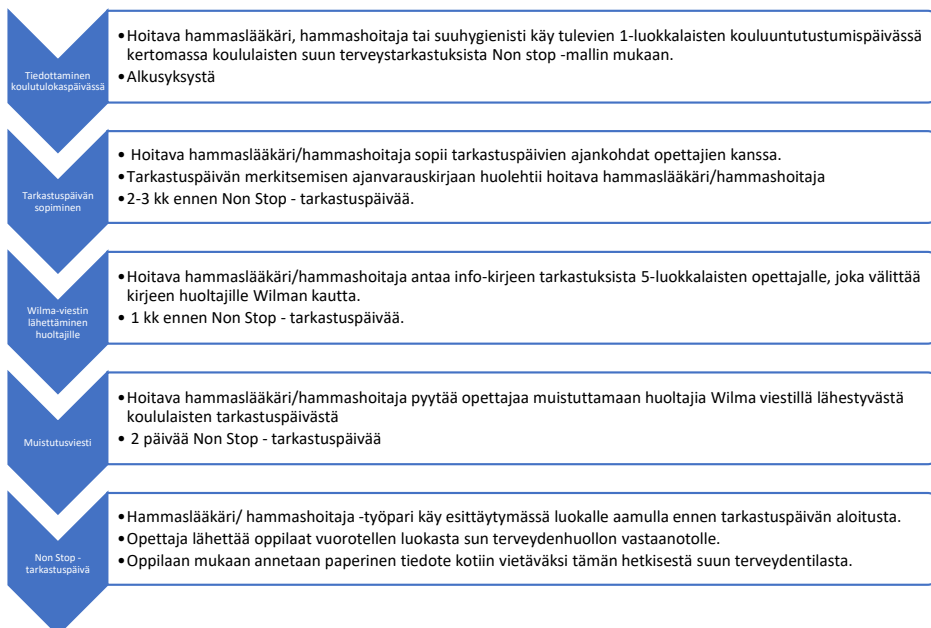 Tiedottaminen
koulutulokaspäivässä
•Hoitava hammaslääkäri, hammashoitaja tai suuhygienisti käy tulevien 1-luokkalaisten kouluuntutustumispäivässä
kertomassa koululaisten suun terveystarkastuksista Non stop -mallin mukaan.
•Alkusyksystä
Tarkastuspäivän
sopiminen
• Hoitava hammaslääkäri/hammashoitaja sopii tarkastuspäivien ajankohdat opettajien kanssa.
•Tarkastuspäivän merkitsemisen ajanvarauskirjaan huolehtii hoitava hammaslääkäri/hammashoitaja
•2-3 kk ennen Non Stop - tarkastuspäivää.
Wilma-viestin
lähettäminen
huoltajille
•Hoitava hammaslääkäri/hammashoitaja antaa info-kirjeen tarkastuksista 5-luokkalaisten opettajalle, joka välittää
kirjeen huoltajille Wilman kautta.
• 1 kk ennen Non Stop - tarkastuspäivää.
Muistutusviesti
•Hoitava hammaslääkäri/hammashoitaja pyytää opettajaa muistuttamaan huoltajia Wilma viestillä lähestyvästä
koululaisten tarkastuspäivästä
• 2 päivää Non Stop - tarkastuspäivää
Non Stop -
tarkastuspäivä
•Hammaslääkäri/ hammashoitaja -työpari käy esittäytymässä luokalle aamulla ennen tarkastuspäivän aloitusta.
•Opettaja lähettää oppilaat vuorotellen luokasta sun terveydenhuollon vastaanotolle.
•Oppilaan mukaan annetaan paperinen tiedote kotiin vietäväksi tämän hetkisestä suun terveydentilasta.